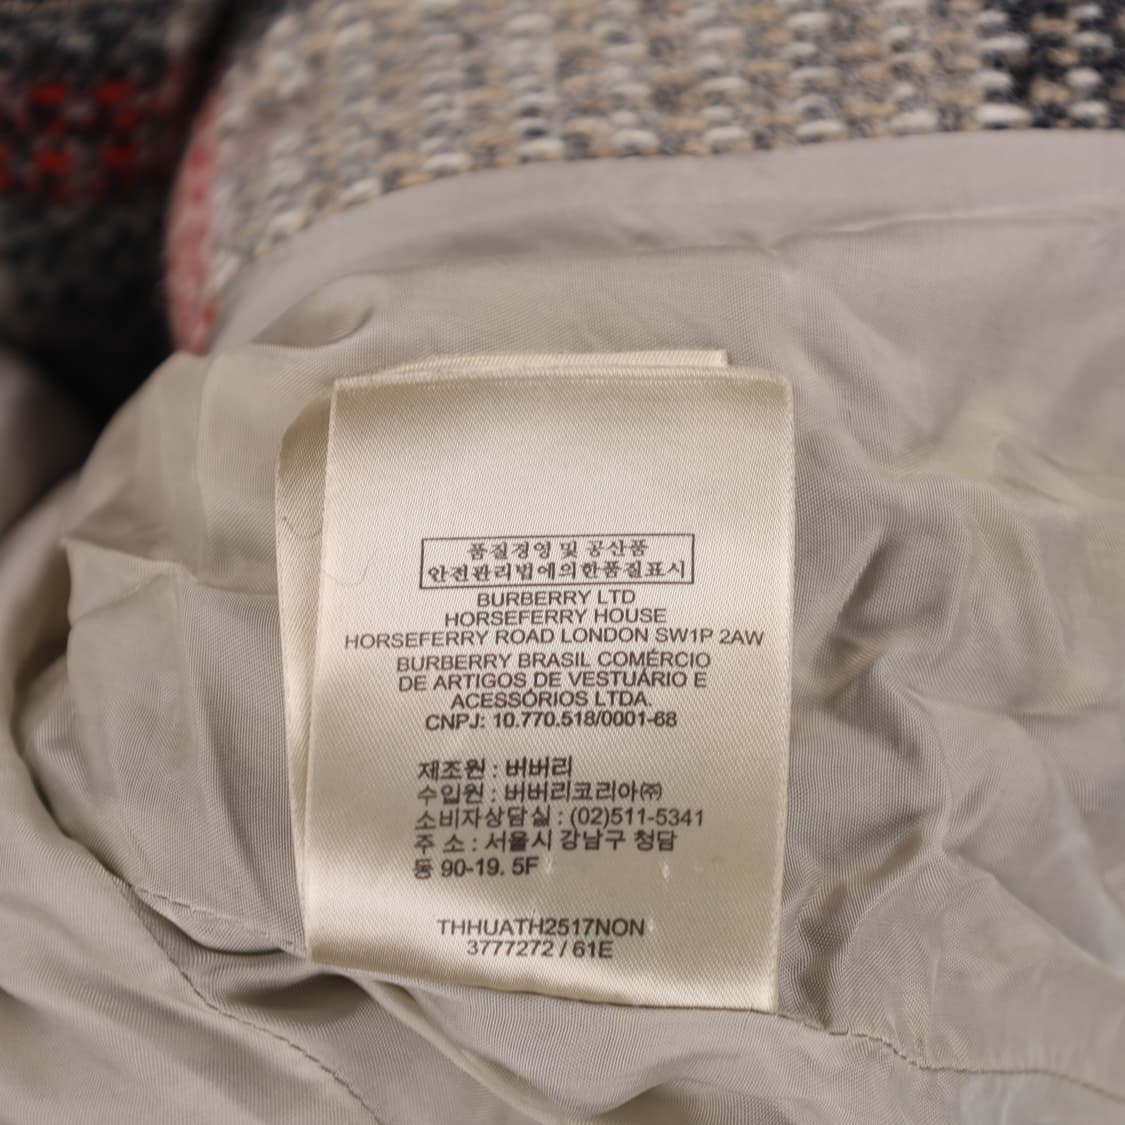 품질경영 및 공산품
안전관리법에의한품질표시
BURBERRY LTD
HORSEFERRY HOUSE
HORSEFERRY ROAD LONDON SW1P 2AW
BURBERRY BRASIL COMÉRCIO
DE ARTIGOS DE VESTUÁRIO E
ACESSÓRIOS LTDA.
CNPJ: 10.770.518/0001-68
제조원 : 버버리
수입원 : 버버리코리아㈜
소비자상담실 : (02)511-5341
주 소 : 서울시 강남구 청담
동 90-19. 5F
THHUATH2517NON
3777272 / 61E